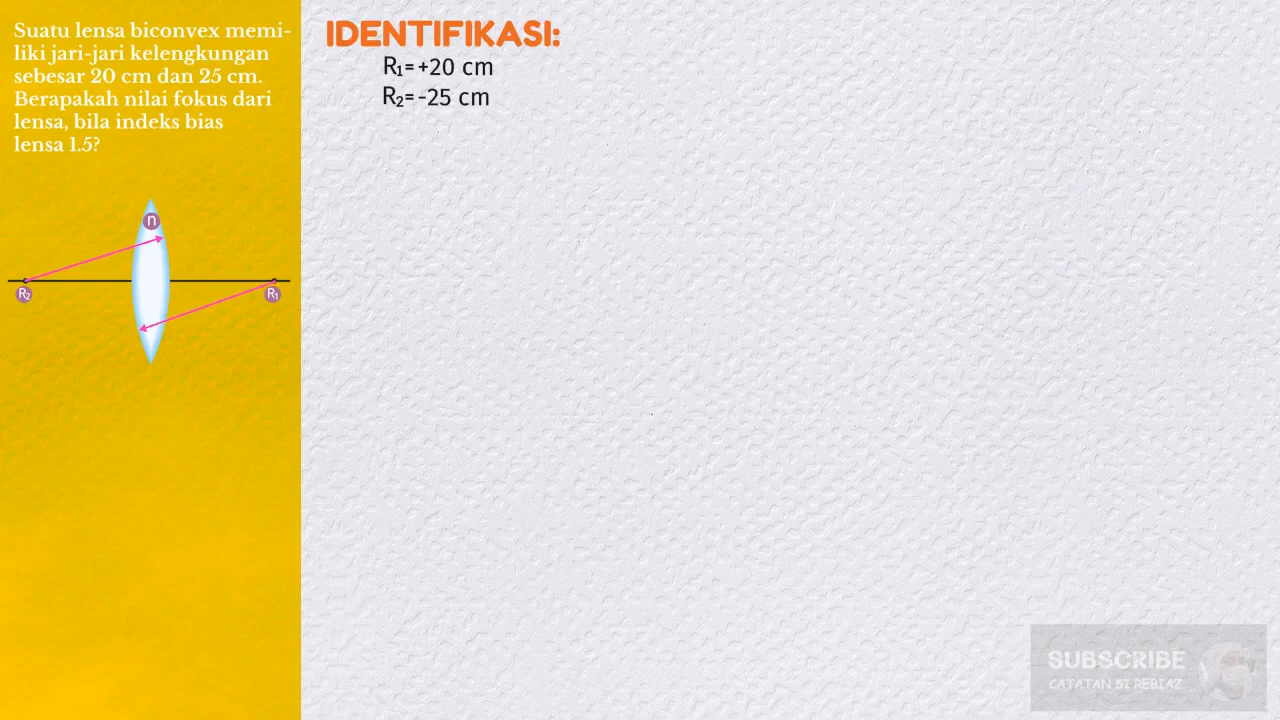 Suatu lensa biconvex memi-
liki jari-jari kelengkungan
sebesar 20 cm dan 25 cm.
Berapakah nilai fokus dari
lensa, bila indeks bias
lensa 1.5?
n
R₂
R₁
IDENTIFIKASI:
R₁=+20 cm
R₂=-25 cm
SUBSCRIBE
CATATAN SI REBIAZ